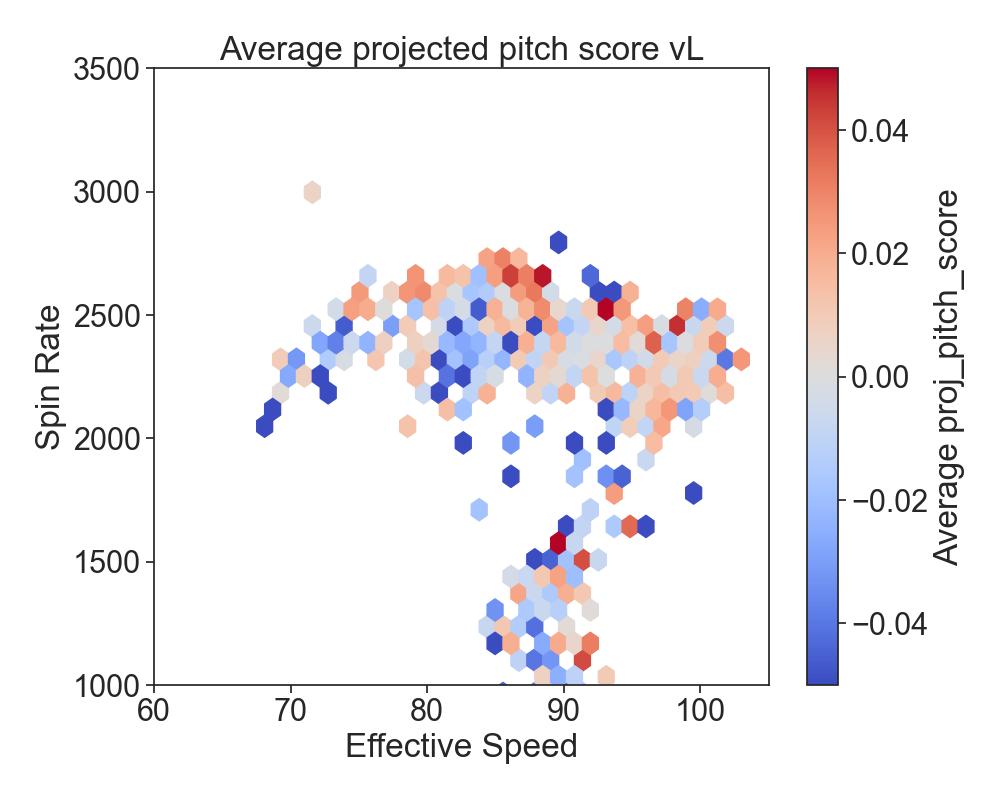 Average projected pitch score vL
3500
3000
2500
2000
1500
1000
Spin Rate
60 70 80 90 100
Effective Speed
0.04
0.02
0.00
−0.02
−0.04
Average proj_pitch_score